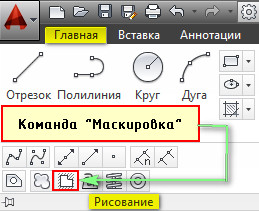 Главная Вставка Аннотации
Отрезок Полилиния Круг Дуга
Команда "Маскировка"
Рисование